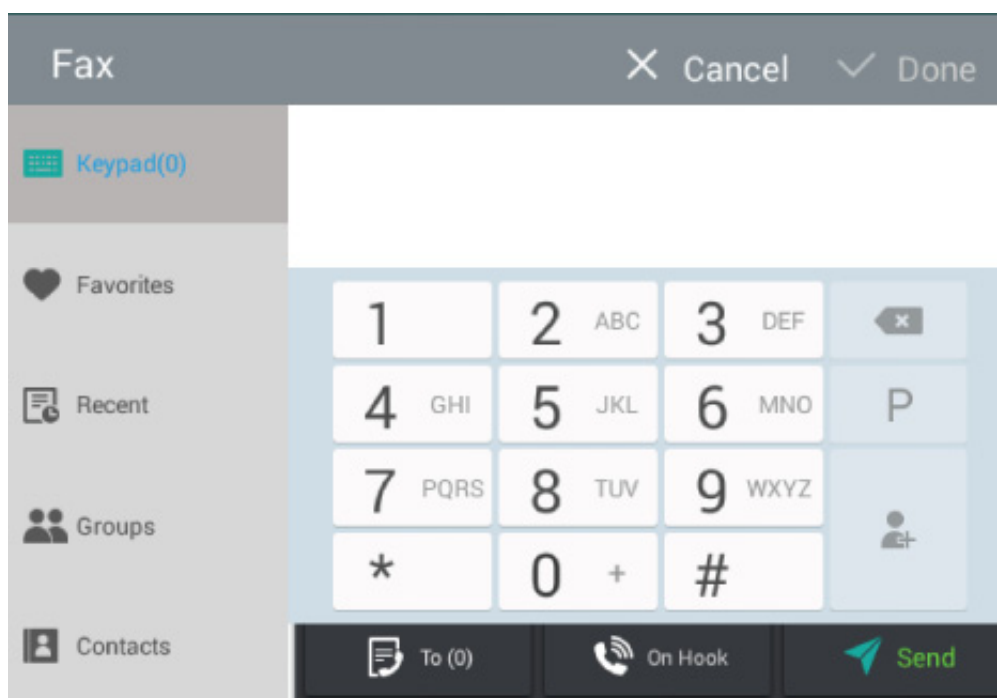 Fax Cancel Done
Keypad(0)
Favorites
Recent
Groups
Contacts
1 2 ABC 3 DEF
4 GHI 5 JKL 6 MNO P
7 PQRS 8 TUV 9 WXYZ
* 0 + #
To (0) On Hook Send